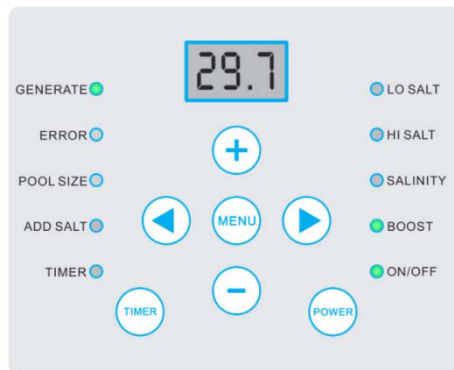 29.7
GENERATE
LO SALT
ERROR
HI SALT
+
POOL SIZE
SALINITY
ADD SALT
MENU
BOOST
TIMER
ON/OFF
−
TIMER
POWER